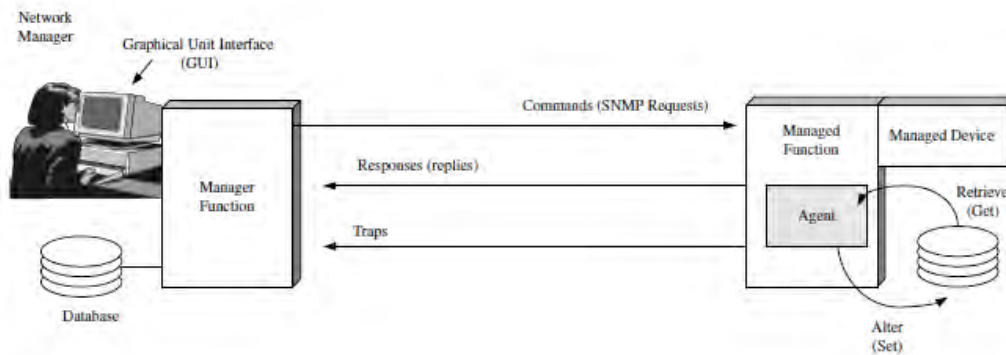 Network
Manager
Graphical Unit Interface
(GUI)
Commands (SNMP Requests)
Managed
Function
Managed Device
Responses (replies)
Manager
Function
Agent
Retrieve
(Get)
Traps
Database
Alter
(Set)